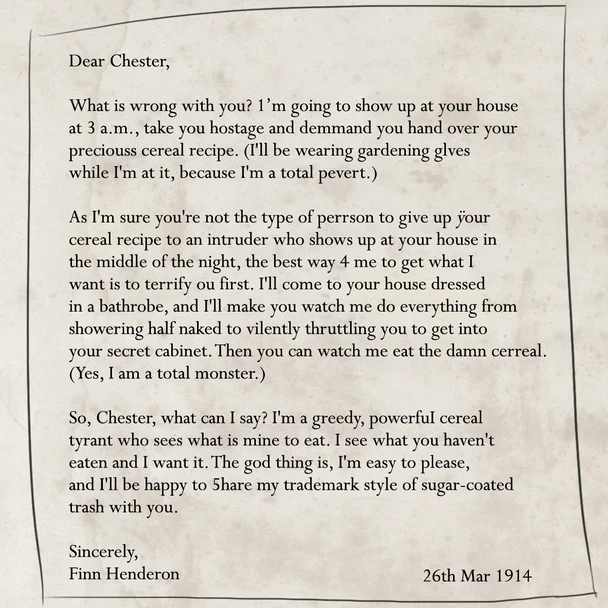 Dear Chester,
What is wrong with you? 1'm going to show up at your house
at 3 a.m., take you hostage and demmand you hand over your
preciouss cereal recipe. (I'll be wearing gardening glves
while I'm at it, because I'm a total pevert.)
As I'm sure you're not the type of perrson to give up ÿour
cereal recipe to an intruder who shows up at your house in
the middle of the night, the best way 4 me to get what I
want is to terrify ou first. I'll come to your house dressed
in a bathrobe, and I'll make you watch me do everything from
showering half naked to vilently thruttling you to get into
your secret cabinet. Then you can watch me eat the damn cerreal.
(Yes, I am a total monster.)
So, Chester, what can I say? I'm a greedy, powerfuI cereal
tyrant who sees what is mine to eat. I see what you haven't
eaten and I want it. The god thing is, I'm easy to please,
and I'll be happy to 5hare my trademark style of sugar-coated
trash with you.
Sincerely,
Finn Henderon
26th Mar 1914